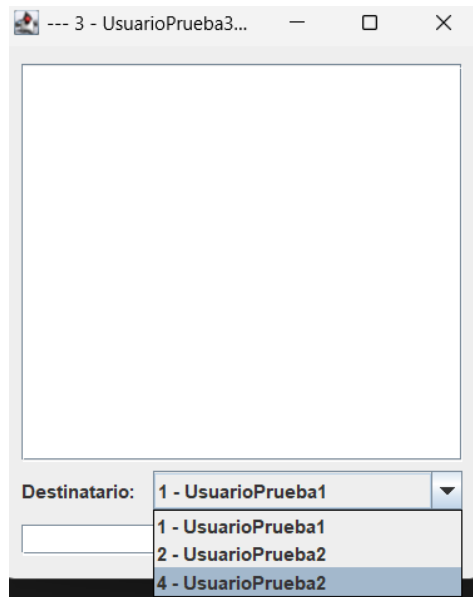 --- 3 - UsuarioPrueba3...
Destinatario: 1 - UsuarioPrueba1
1 - UsuarioPrueba1
2 - UsuarioPrueba2
4 - UsuarioPrueba2